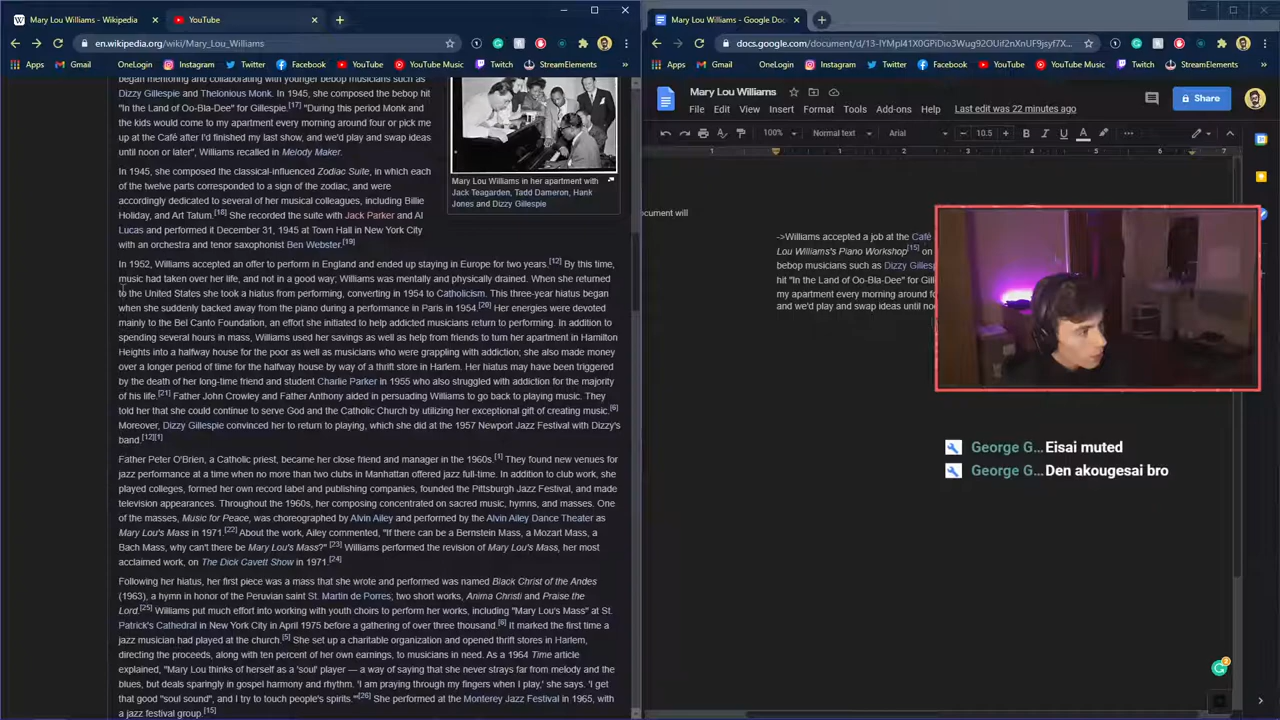 Mary Lou Williams - Wikipedia
YouTube
Mary Lou Williams - Google Doc
en.wikipedia.org/wiki/Mary_Lou_Williams
Apps Gmail OneLogin Instagram Twitter Facebook YouTube YouTube Music Twitch StreamElements
Apps Gmail OneLogin Instagram Twitter Facebook YouTube YouTube Music Twitch
began mentoring and collaborating with younger bebop musicians such as
Dizzy Gillespie and Thelonious Monk. In 1945, she composed the bebop hit
"In the Land of Oo-Bla-Dee" for Gillespie.[17] "During this period Monk and
the kids would come to my apartment every morning around four or pick me
up at the Café after I'd finished my last show, and we'd play and swap ideas
until noon or later", Williams recalled in Melody Maker.
Mary Lou Williams in her apartment with
Jack Teagarden, Tadd Dameron, Hank
Jones and Dizzy Gillespie
In 1945, she composed the classical-influenced Zodiac Suite, in which each
of the twelve parts corresponded to a sign of the zodiac, and were
accordingly dedicated to several of her musical colleagues, including Billie
Holiday, and Art Tatum.[18] She recorded the suite with Jack Parker and Al
Lucas and performed it December 31, 1945 at Town Hall in New York City
with an orchestra and tenor saxophonist Ben Webster.[19]
In 1952, Williams accepted an offer to perform in England and ended up staying in Europe for two years.[12] By this time,
music had taken over her life, and not in a good way; Williams was mentally and physically drained. When she returned
to the United States she took a hiatus from performing, converting in 1954 to Catholicism. This three-year hiatus began
when she suddenly backed away from the piano during a performance in Paris in 1954.[20] Her energies were devoted
mainly to the Bel Canto Foundation, an effort she initiated to help addicted musicians return to performing. In addition to
spending several hours in mass, Williams used her savings as well as help from friends to turn her apartment in Hamilton
Heights into a halfway house for the poor as well as musicians who were grappling with addiction; she also made money
over a longer period of time for the halfway house by way of a thrift store in Harlem. Her hiatus may have been triggered
by the death of her long-time friend and student Charlie Parker in 1955 who also struggled with addiction for the majority
of his life.[21] Father John Crowley and Father Anthony aided in persuading Williams to go back to playing music. They
told her that she could continue to serve God and the Catholic Church by utilizing her exceptional gift of creating music.[6]
Moreover, Dizzy Gillespie convinced her to return to playing, which she did at the 1957 Newport Jazz Festival with Dizzy's
band.[12][1]
Father Peter O'Brien, a Catholic priest, became her close friend and manager in the 1960s.[1] They found new venues for
jazz performance at a time when no more than two clubs in Manhattan offered jazz full-time. In addition to club work, she
played colleges, formed her own record label and publishing companies, founded the Pittsburgh Jazz Festival, and made
television appearances. Throughout the 1960s, her composing concentrated on sacred music, hymns, and masses. One
of the masses, Music for Peace, was choreographed by Alvin Ailey and performed by the Alvin Ailey Dance Theater as
Mary Lou's Mass in 1971.[22] About the work, Ailey commented, "If there can be a Bernstein Mass, a Mozart Mass, a
Bach Mass, why can't there be Mary Lou's Mass?" [23] Williams performed the revision of Mary Lou's Mass, her most
acclaimed work, on The Dick Cavett Show in 1971.[24]
Following her hiatus, her first piece was a mass that she wrote and performed was named Black Christ of the Andes
(1963), a hymn in honor of the Peruvian saint St. Martin de Porres; two short works, Anima Christi and Praise the
Lord.[25] Williams put much effort into working with youth choirs to perform her works, including "Mary Lou's Mass" at St.
Patrick's Cathedral in New York City in April 1975 before a gathering of over three thousand.[8] It marked the first time a
jazz musician had played at the church.[5] She set up a charitable organization and opened thrift stores in Harlem,
directing the proceeds, along with ten percent of her own earnings, to musicians in need. As a 1964 Time article
explained, "Mary Lou thinks of herself as a 'soul' player — a way of saying that she never strays far from melody and the
blues, but deals sparingly in gospel harmony and rhythm. 'I am praying through my fingers when I play,' she says. 'I get
that good "soul sound", and I try to touch people's spirits.'"[26] She performed at the Monterey Jazz Festival in 1965, with
a jazz festival group.[15]
Mary Lou Williams
File Edit View Insert Format Tools Add-ons Help Last edit was 22 minutes ago
Share
100% Normal text Arial 10.5
1 1 2 3 4 5 6 7
ocument will
->Williams accepted a job at the Café
Lou Williams's Piano Workshop[15] on
bebop musicians such as Dizzy Gillesp
hit "In the Land of Oo-Bla-Dee" for Gil
my apartment every morning around fo
and we'd play and swap ideas until noo
George G... Eisai muted
George G... Den akougesai bro